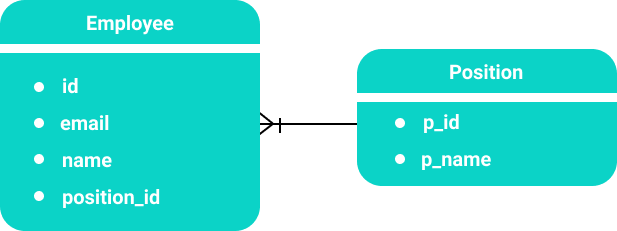 Employee
id
email
name
position_id
Position
p_id
p_name